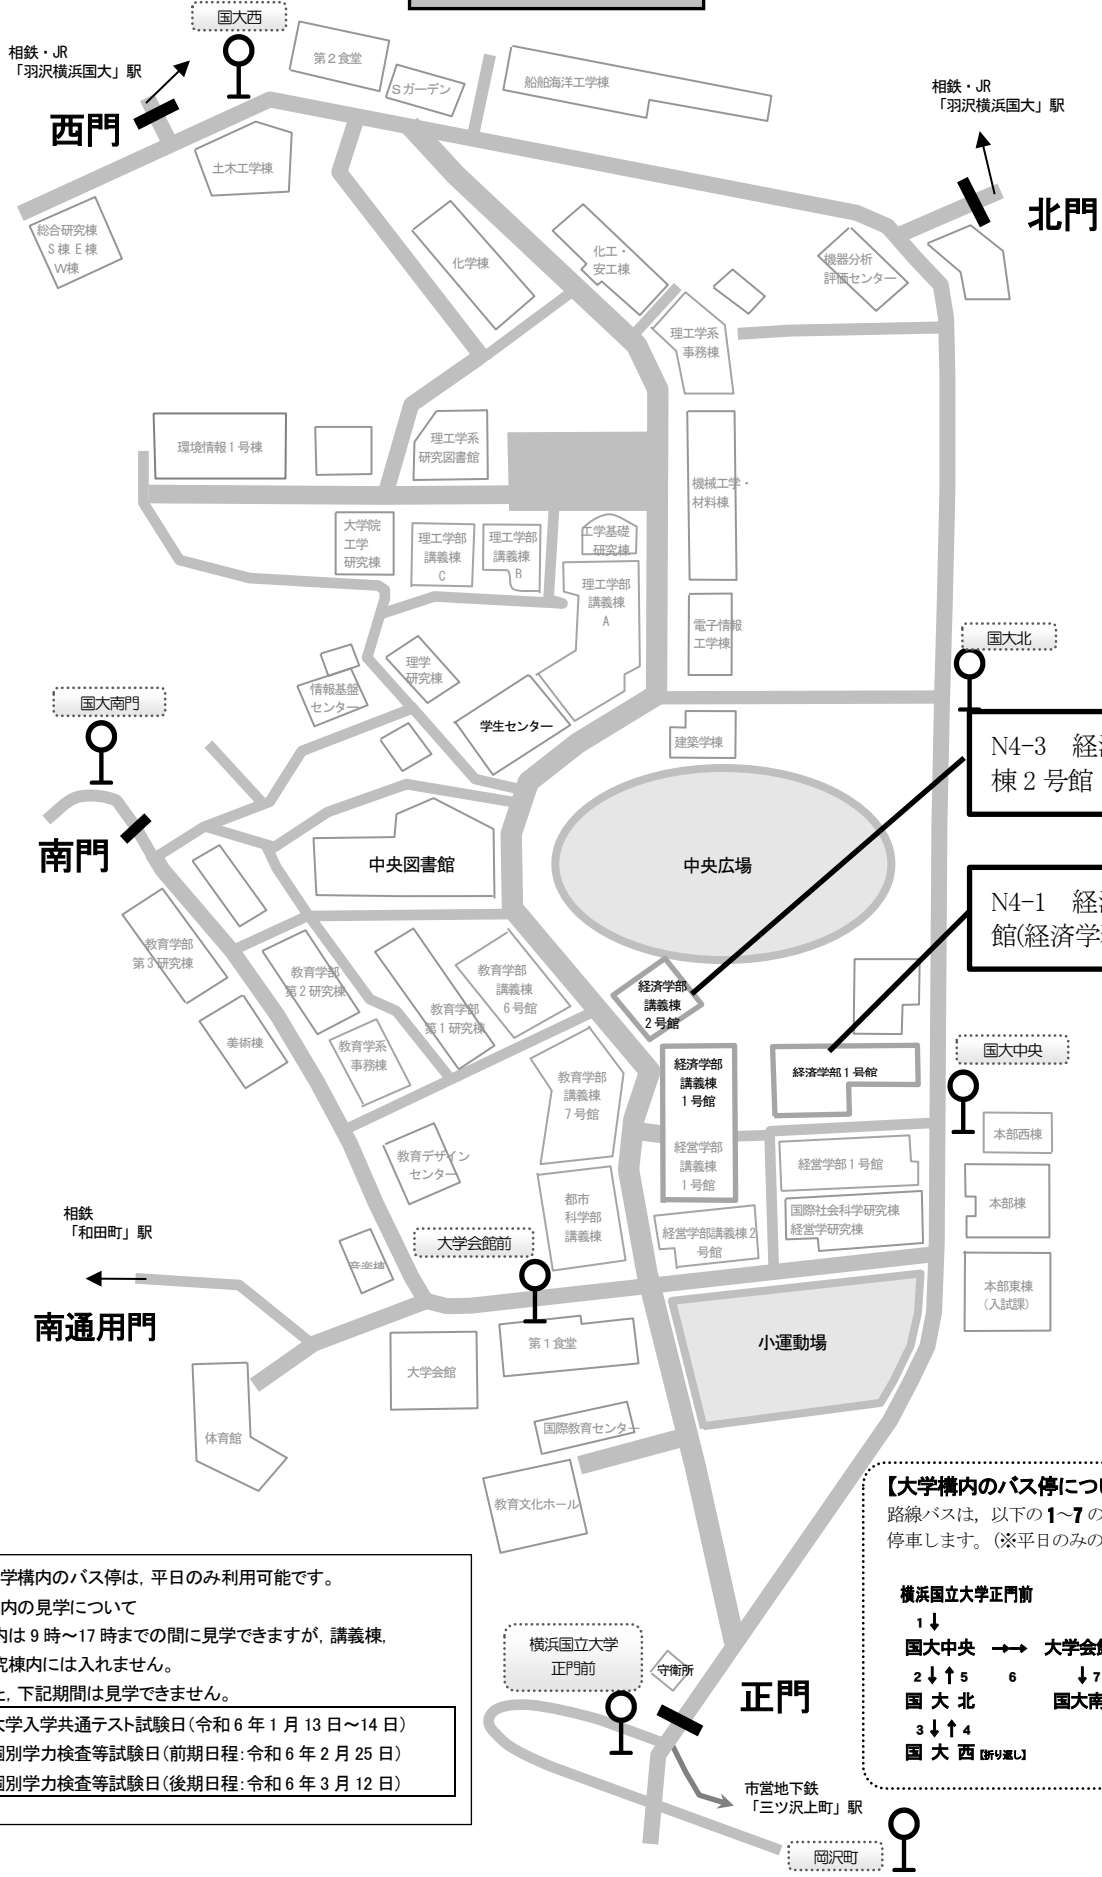 国大西
相鉄・JR
「羽沢横浜国大」駅
西門
第2食堂
Sガーデン
船舶海洋工学棟
相鉄・JR
「羽沢横浜国大」駅
北門
土木工学棟
総合研究棟
S棟E棟
W棟
化学棟
化工・
安工棟
機器分析
評価センター
理工学系
事務棟
環境情報1号棟
理工学系
研究図書館
機械工学・
材料棟
大学院
工学
研究棟
理工学部
講義棟
C
理工学部
講義棟
B
工学基礎
研究棟
理工学部
講義棟
A
電子情報
工学棟
国大北
理学
研究棟
情報基盤
センター
国大南門
学生センター
建築学棟
N4-3 経
棟2号館
南門
中央図書館
中央広場
N4-1 経
館(経済学
教育学部
第3研究棟
教育学部
第2研究棟
教育学部
講義棟
6号館
教育学部
第1研究棟
経済学部
講義棟
2号館
美術棟
教育学系
事務棟
国大中央
経済学部
講義棟
1号館
経済学部1号館
教育学部
講義棟
7号館
本部西棟
経営学部
講義棟
1号館
経営学部1号館
教育デザイン
センター
都市
科学部
講義棟
国際社会科学研究棟
経営学研究棟
本部棟
相鉄
「和田町」駅
大学会館前
経営学部講義棟2
号館
音楽棟
本部東棟
(入試課)
南通用門
第1食堂
小運動場
大学会館
体育館
国際教育センター
教育文化ホール
【大学構内のバス停につ
路線バスは，以下の1～7の
停車します。(※平日のみの
横浜国立大学正門前
1↓
国大中央 →→ 大学会
2↓↑5 6 ↓7
国大北 国大南
3↓↑4
国大西【折り返し】
学構内のバス停は，平日のみ利用可能です。
内の見学について
内は9時～17時までの間に見学できますが，講義棟，
究棟内には入れません。
た，下記期間は見学できません。
大学入学共通テスト試験日(令和6年1月13日～14日)
個別学力検査等試験日(前期日程：令和6年2月25日)
個別学力検査等試験日(後期日程：令和6年3月12日)
横浜国立大学
正門前
守衛所
正門
市営地下鉄
「三ツ沢上町」駅
岡沢町